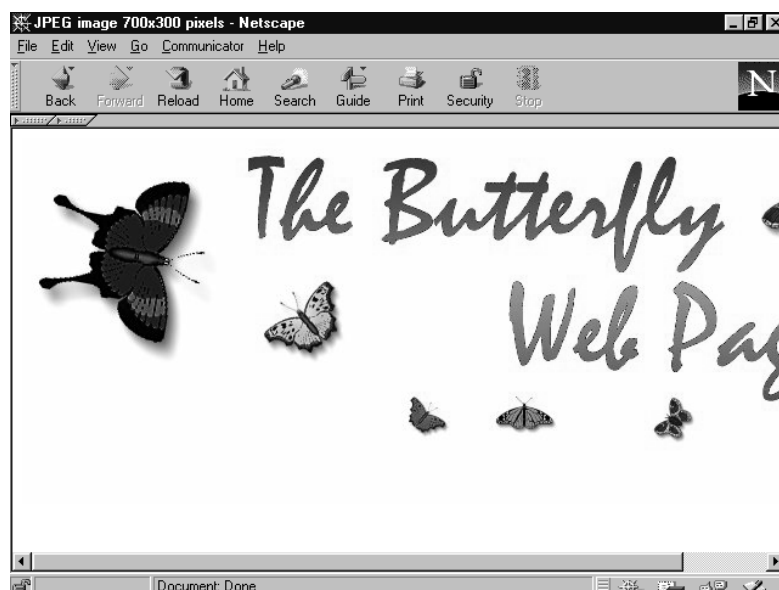 JPEG image 700x300 pixels - Netscape
File Edit View Go Communicator Help
N
Back Forward Reload Home Search Guide Print Security Stop
The Butterfly
Web Pag
Document: Done